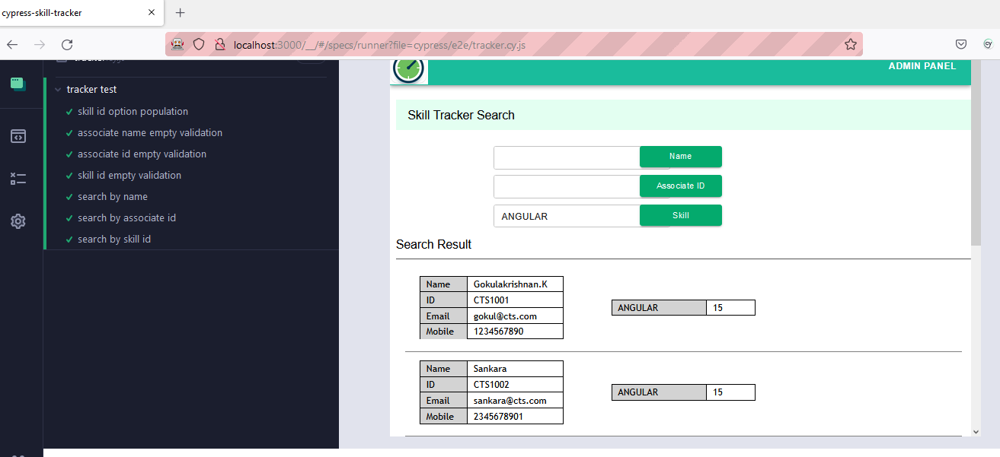 cypress-skill-tracker
localhost:3000/__/#/specs/runner?file=cypress/e2e/tracker.cy.js
cy
tracker test
skill id option population
associate name empty validation
associate id empty validation
skill id empty validation
search by name
search by associate id
search by skill id
ADMIN PANEL
Skill Tracker Search
Name
Associate ID
ANGULAR Skill
Search Result
Name Gokulakrishnan.K
ID CTS1001
Email gokul@cts.com
Mobile 1234567890
ANGULAR 15
Name Sankara
ID CTS1002
Email sankara@cts.com
Mobile 2345678901
ANGULAR 15